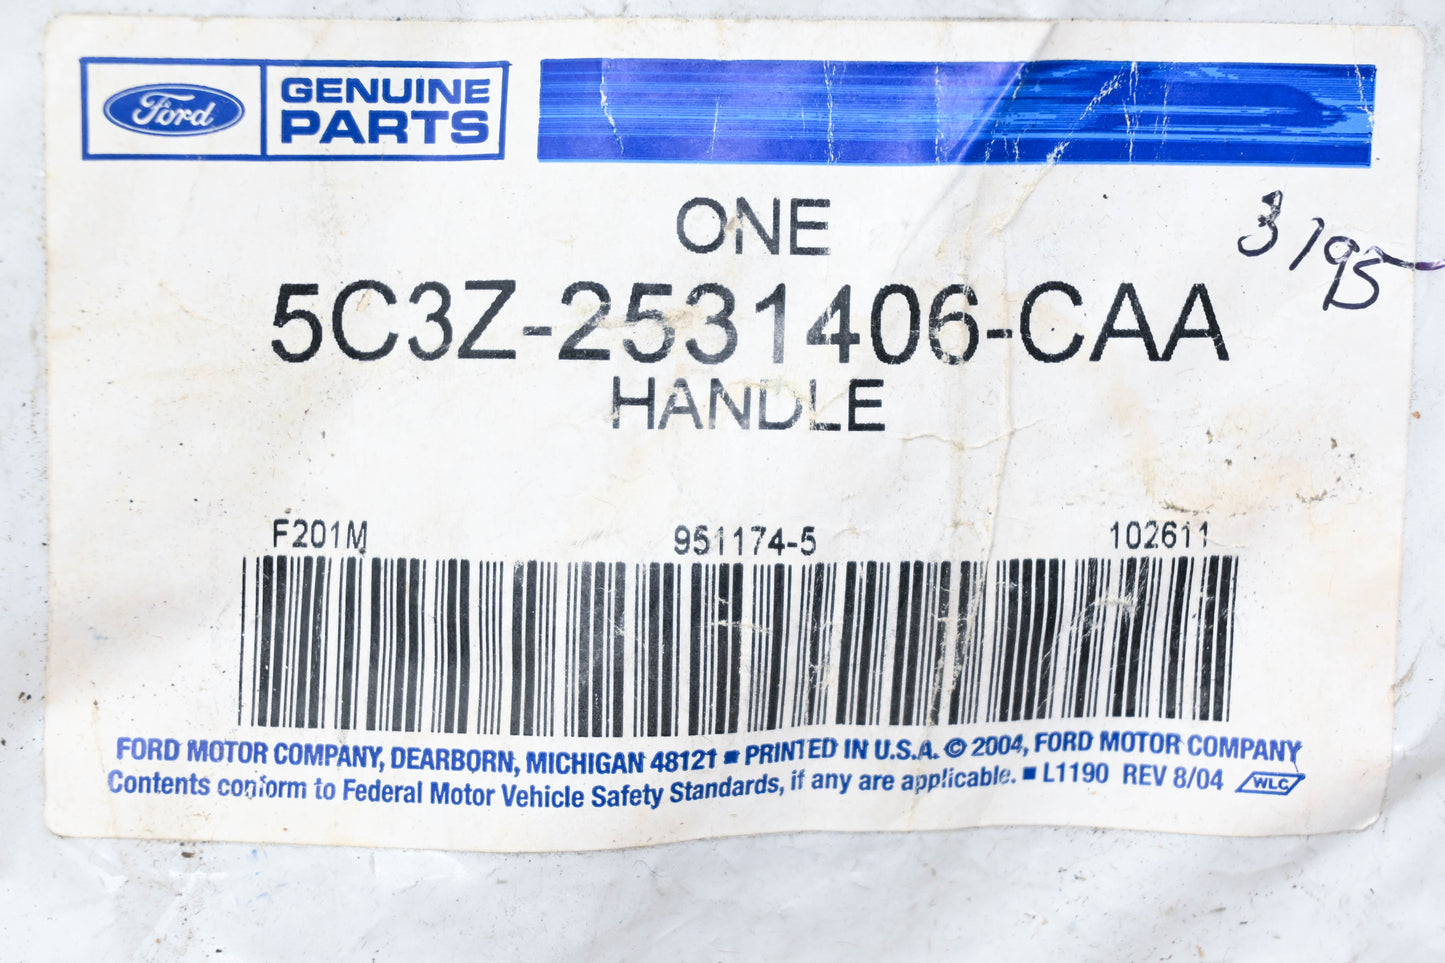 Ford
GENUINE
PARTS
ONE
3195
5C3Z-2531406-CAA
HANDLE
F201M 951174-5 102611
FORD MOTOR COMPANY, DEARBORN, MICHIGAN 48121 ■ PRINTED IN U.S.A. © 2004, FORD MOTOR COMPANY
Contents conform to Federal Motor Vehicle Safety Standards, if any are applicable. ■ L1190 REV 8/04 WLC